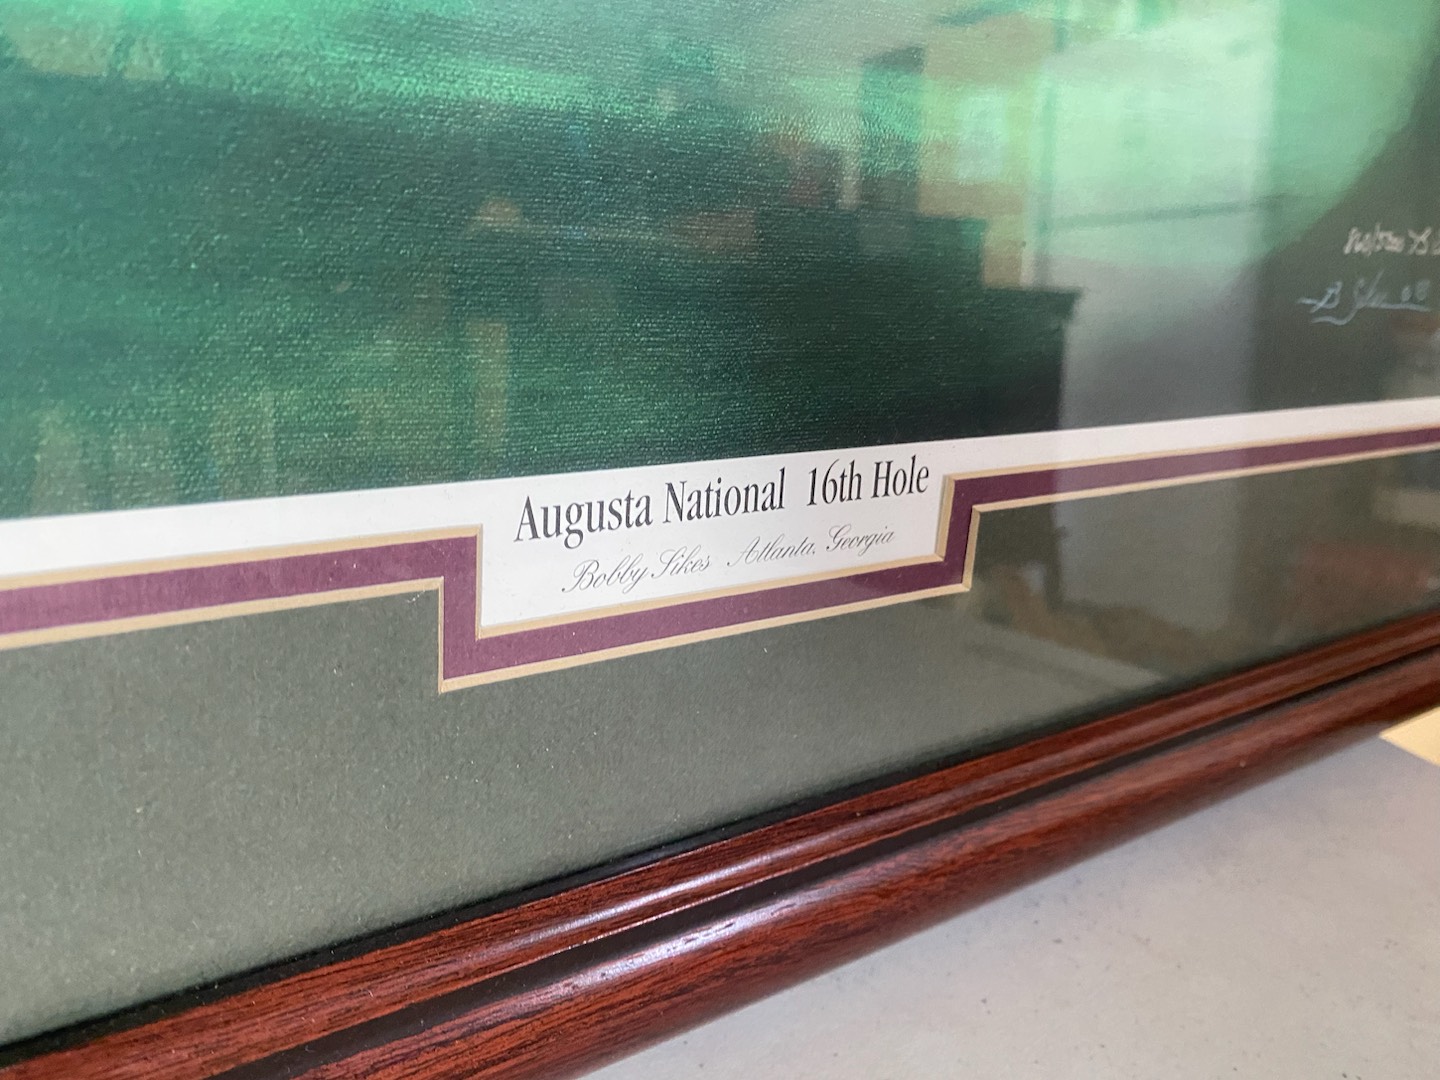 Augusta National 16th Hole
Bobby Sikes Atlanta, Georgia